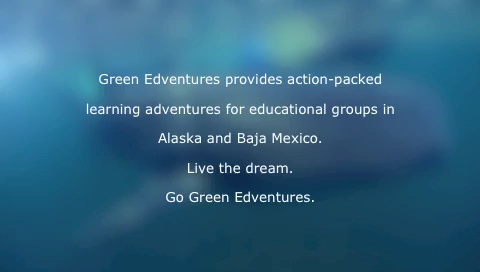 Green Edventures provides action-packed
learning adventures for educational groups in
Alaska and Baja Mexico.
Live the dream.
Go Green Edventures.